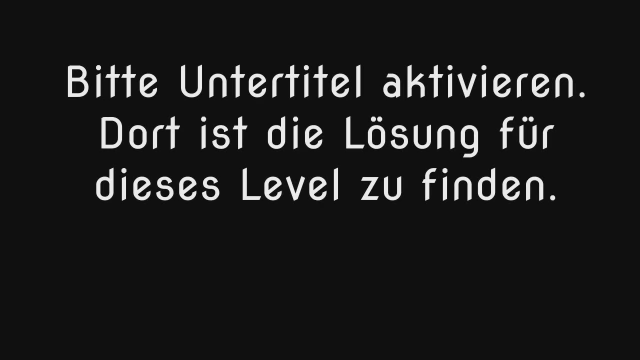 Bitte Untertitel aktivieren.
Dort ist die Lösung für
dieses Level zu finden.